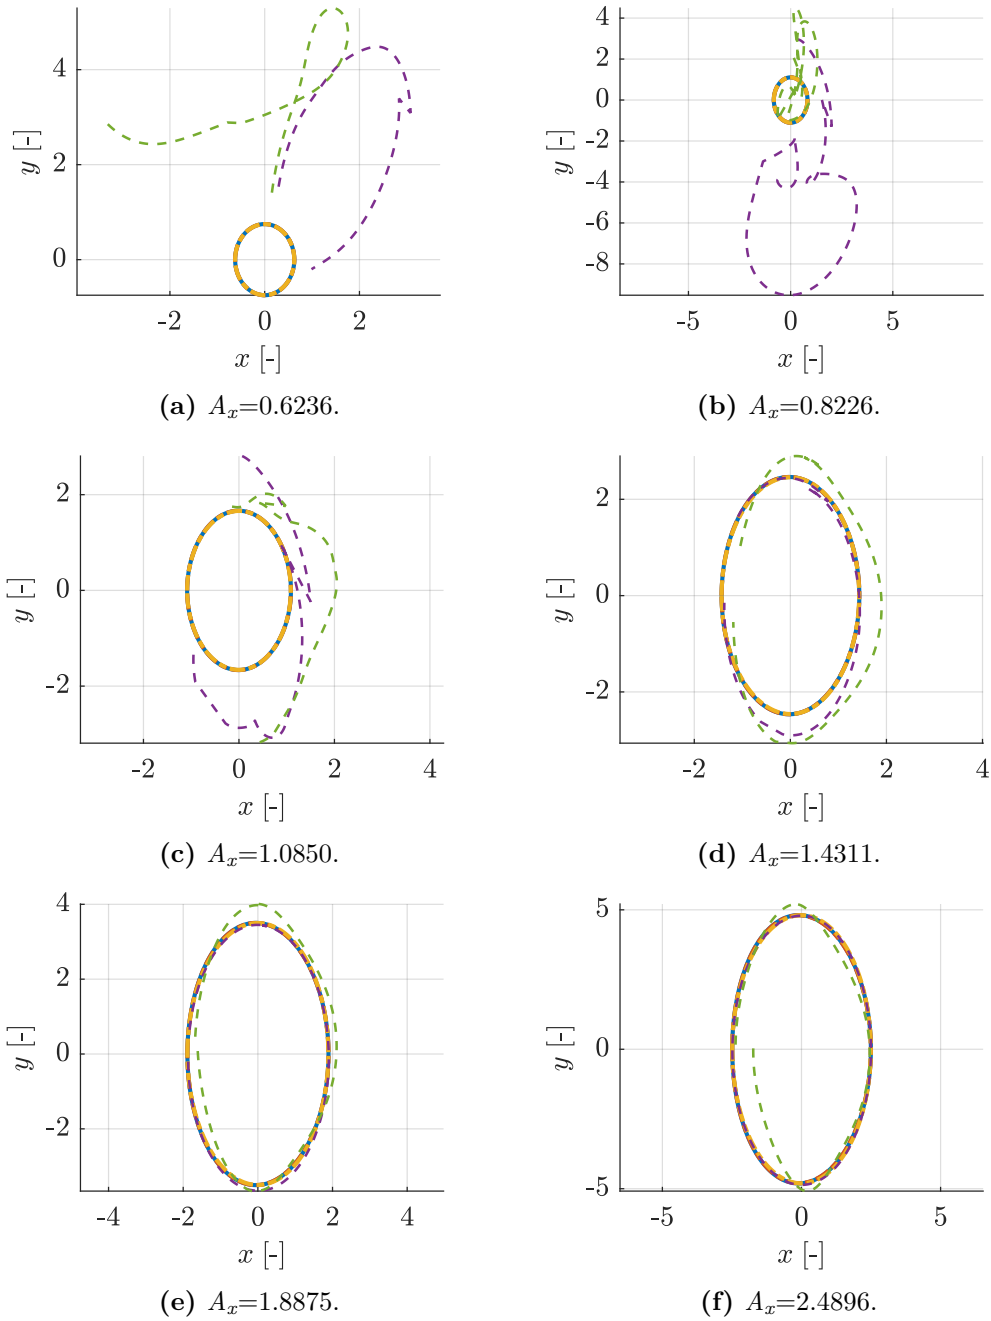 4
2
0
y [-]
-2 0 2
x [-]
(a) A_x=0.6236.
4
2
0
-2
-4
-6
-8
y [-]
-5 0 5
x [-]
(b) A_x=0.8226.
2
0
-2
y [-]
-2 0 2 4
x [-]
(c) A_x=1.0850.
2
0
-2
y [-]
-2 0 2 4
x [-]
(d) A_x=1.4311.
4
2
0
-2
y [-]
-4 -2 0 2 4
x [-]
(e) A_x=1.8875.
5
0
-5
y [-]
-5 0 5
x [-]
(f) A_x=2.4896.